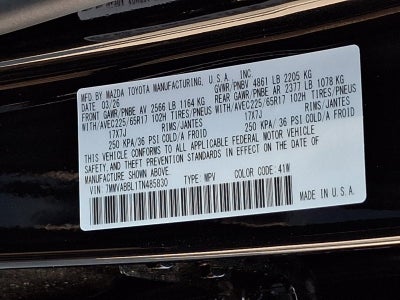 MFD. BY MAZDA TOYOTA MANUFACTURING, U.S.A., INC.
DATE 03/26 GVWR/PNBV 4861 LB 2205 KG
FRONT GAWR/PNBE AV 2566 LB 1164 KG GAWR/PNBE AR 2377 LB 1078 KG
WITH/AVEC225/65R17 102H TIRES/PNEUS WITH/AVEC225/65R17 102H TIRES/PNEUS
17X7J RIMS/JANTES 17X7J RIMS/JANTES
250 KPA/36 PSI COLD/A FROID 250 KPA/36 PSI COLD/A FROID
THIS VEHICLE CONFORMS TO ALL APPLICABLE FEDERAL MOTOR VEHICLE
SAFETY, AND THEFT PREVENTION STANDARDS IN EFFECT ON THE DATE OF
MANUFACTURE SHOWN ABOVE.
VIN: 7MMVABBL1TN485830 TYPE: MPV COLOR CODE: 41W
MADE IN U.S.A.